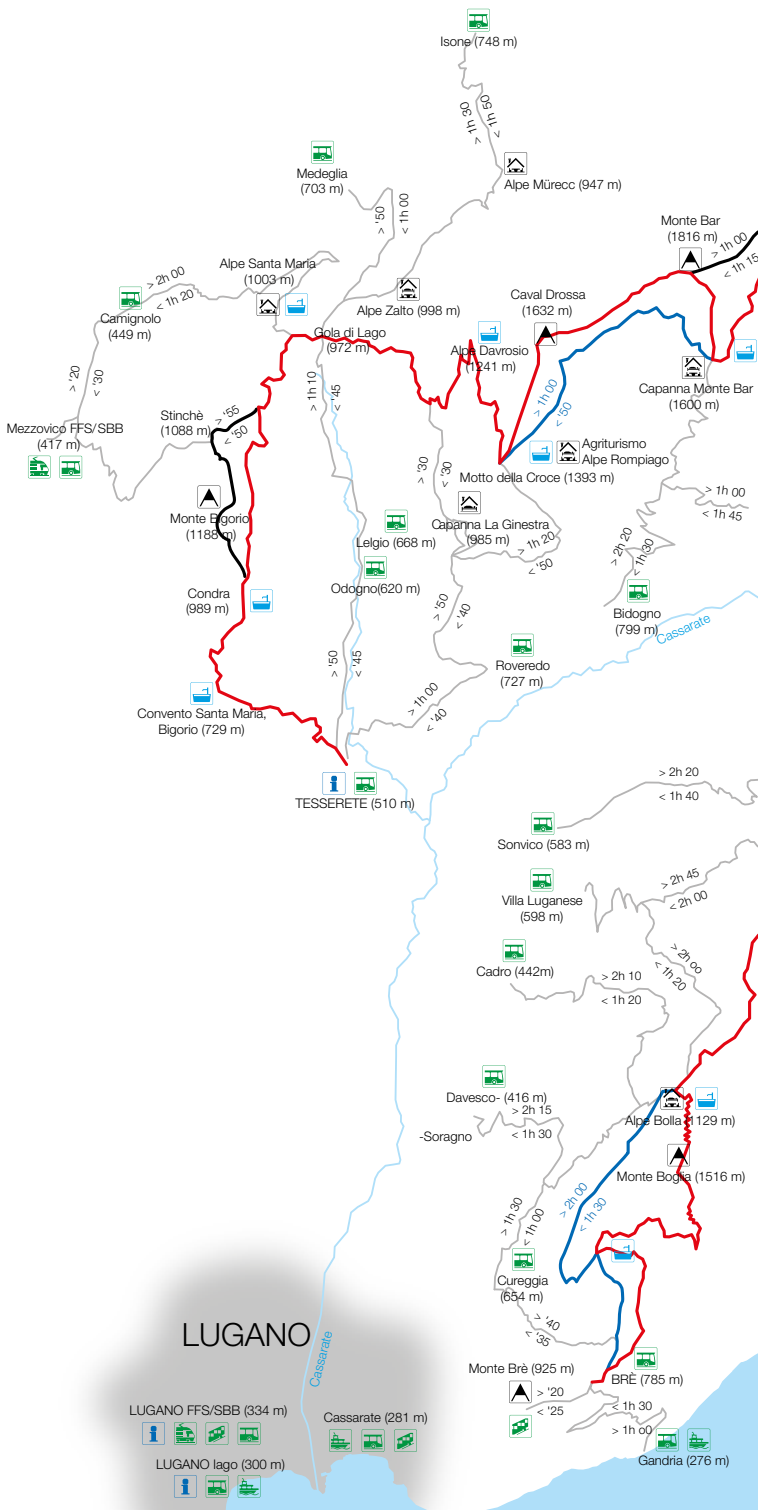 Isone (748 m)
> 1h 30
< 1h 50
Medeglia
(703 m)
Alpe Mürecc (947 m)
> '50
< 1h 00
Monte Bar
(1816 m)
> 1h 00
< 1h 15
Alpe Santa Maria
(1003 m)
> 2h 00
< 1h 20
Camignolo
(449 m)
Alpe Zalto (998 m)
Caval Drossa
(1632 m)
Gola di Lago
(972 m)
Alpe Davrosio
(1241 m)
Capanna Monte Bar
(1600 m)
> '20
< '30
> 1h 10
< '45
> 1h 00
< '50
Stinchè
(1088 m)
> '55
< '50
Mezzovico FFS/SBB
(417 m)
Agriturismo
Alpe Rompiago
Motto della Croce (1393 m)
> '30
< '30
> 1h 00
< 1h 45
Monte Bigorio
(1188 m)
Capanna La Ginestra
(985 m)
Lelgio (668 m)
> 1h 20
< '50
> 2h 20
< 1h 30
Odogno(620 m)
Condra
(989 m)
Bidogno
(799 m)
> '50
< '40
Cassarate
> '50
< '45
Roveredo
(727 m)
> 1h 00
< '40
Convento Santa Maria,
Bigorio (729 m)
TESSERETE (510 m)
> 2h 20
< 1h 40
Sonvico (583 m)
Villa Luganese
(598 m)
> 2h 45
< 2h 00
Cadro (442m)
> 2h 00
< 1h 20
> 2h 10
< 1h 20
Davesco- (416 m)
-Soragno
> 2h 15
< 1h 30
Alpe Bolla (1129 m)
Monte Boglia (1516 m)
> 2h 00
< 1h 30
> 1h 30
< 1h 00
Cureggia
(654 m)
> '40
< '35
LUGANO
Cassarate
Monte Brè (925 m)
> '20
< '25
BRÈ (785 m)
< 1h 30
> 1h o0
Gandria (276 m)
LUGANO FFS/SBB (334 m)
Cassarate (281 m)
LUGANO lago (300 m)